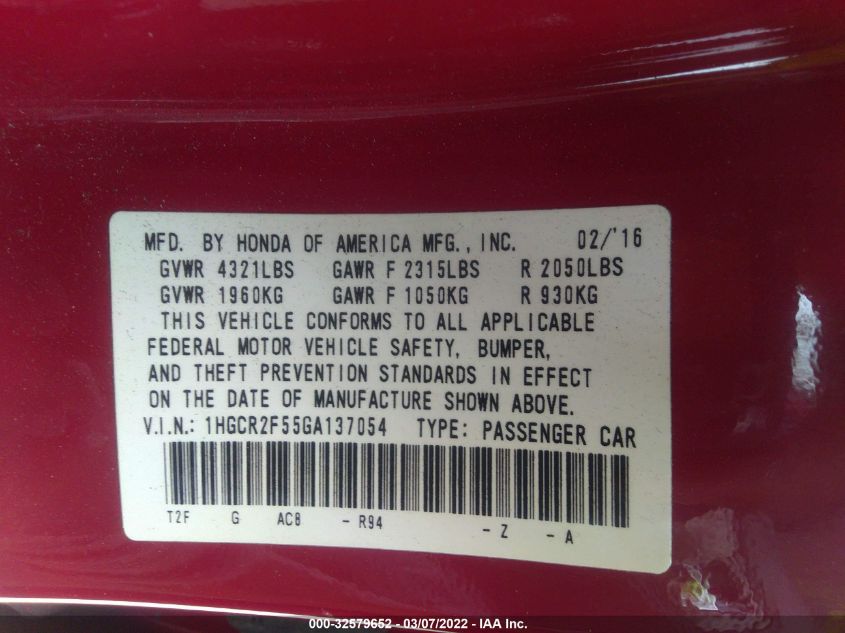 MFD. BY HONDA OF AMERICA MFG., INC. 02/'16
GVWR 4321LBS GAWR F 2315LBS R 2050LBS
GVWR 1960KG GAWR F 1050KG R 930KG
THIS VEHICLE CONFORMS TO ALL APPLICABLE
FEDERAL MOTOR VEHICLE SAFETY, BUMPER,
AND THEFT PREVENTION STANDARDS IN EFFECT
ON THE DATE OF MANUFACTURE SHOWN ABOVE.
V.I.N.: 1HGCR2F55GA137054 TYPE: PASSENGER CAR
T2F G AC8 - R94 - Z - A
000-32579652 - 03/07/2022 - IAA Inc.